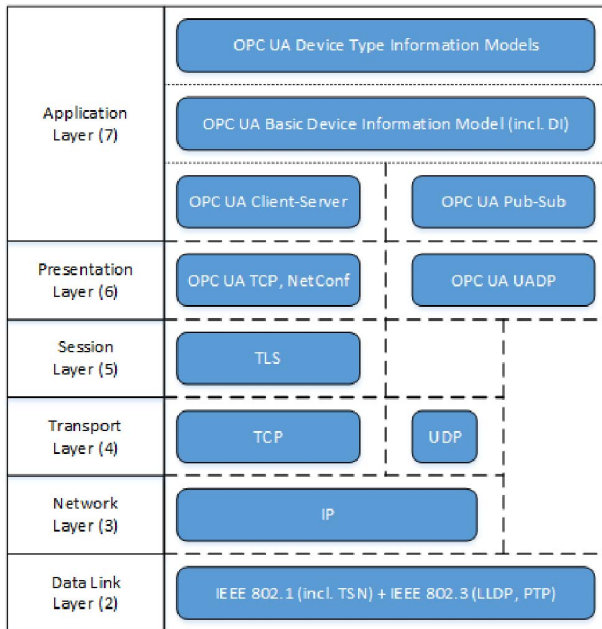 OPC UA Device Type Information Models
Application
Layer (7)
OPC UA Basic Device Information Model (incl. DI)
OPC UA Client-Server
OPC UA Pub-Sub
Presentation
Layer (6)
OPC UA TCP, NetConf
OPC UA UADP
Session
Layer (5)
TLS
Transport
Layer (4)
TCP
UDP
Network
Layer (3)
IP
Data Link
Layer (2)
IEEE 802.1 (incl. TSN) + IEEE 802.3 (LLDP, PTP)